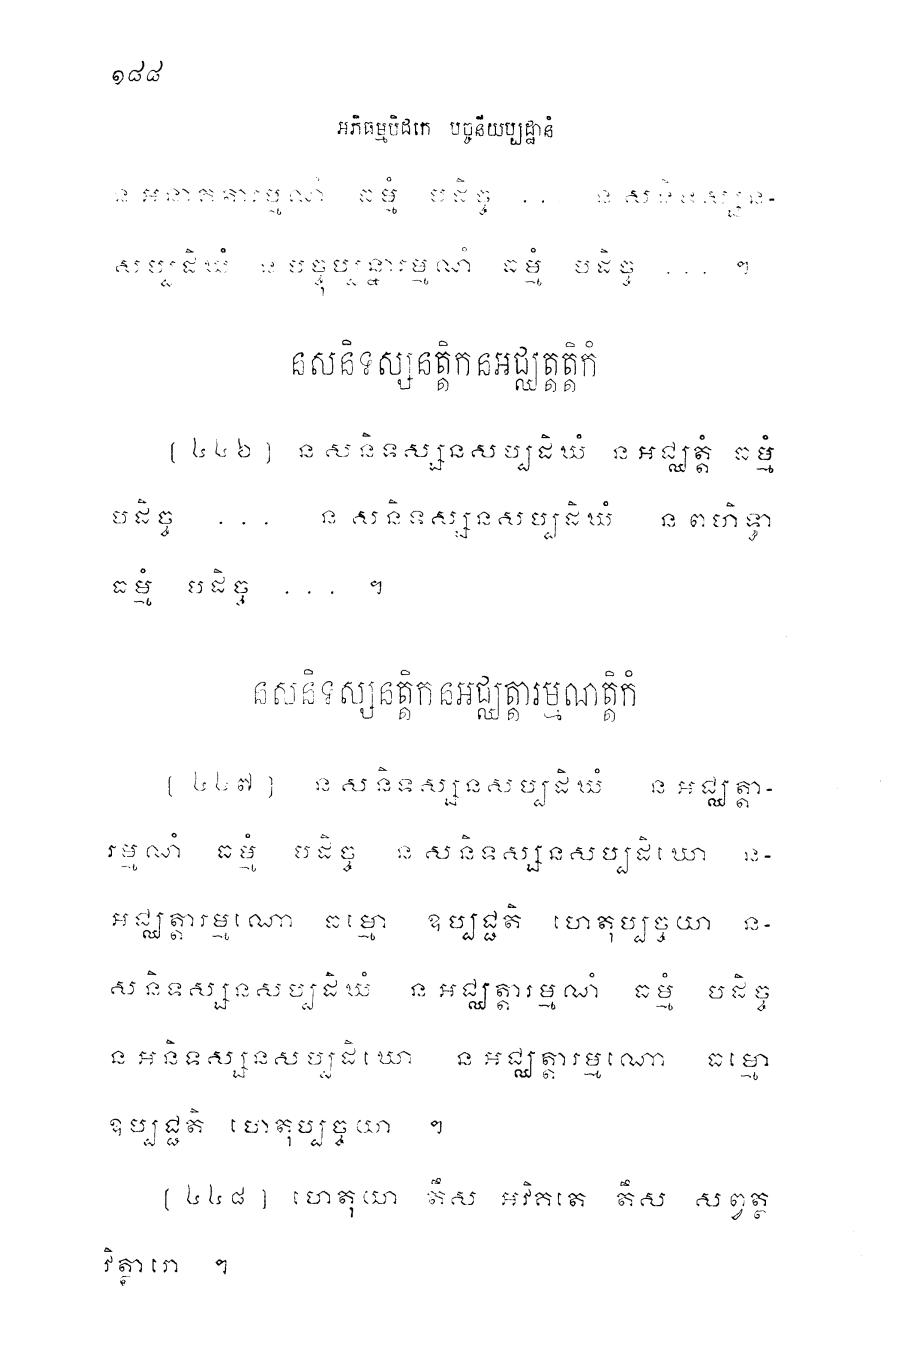 ១៨៨
អភិធម្មបិដកេ បច្ចនីយប្បដ្ឋានំ
ន អនាគតារម្មណំ ធម្មំ បដិច្ច ... ន សនិទស្សន-
សប្បដិឃំ ន បច្ចុប្បន្នារម្មណំ ធម្មំ បដិច្ច ... ។
នសនិទស្សនត្តិកនអជ្ឈត្តត្តិកំ
(៤៤៦) ន សនិទស្សនសប្បដិឃំ ន អជ្ឈត្តំ ធម្មំ
បដិច្ច ... ន សនិទស្សនសប្បដិឃំ ន ពហិទ្ធា
ធម្មំ បដិច្ច ... ។
នសនិទស្សនត្តិកនអជ្ឈត្តារម្មណត្តិកំ
(៤៤៧) ន សនិទស្សនសប្បដិឃំ ន អជ្ឈត្តា-
រម្មណំ ធម្មំ បដិច្ច ន សនិទស្សនសប្បដិឃោ ន-
អជ្ឈត្តារម្មណោ ធម្មោ ឧប្បជ្ជតិ ហេតុប្បច្ចយា ន-
សនិទស្សនសប្បដិឃំ ន អជ្ឈត្តារម្មណំ ធម្មំ បដិច្ច
ន អនិទស្សនសប្បដិឃោ ន អជ្ឈត្តារម្មណោ ធម្មោ
ឧប្បជ្ជតិ ហេតុប្បច្ចយា ។
(៤៤៨) ហេតុយា តីស អវិគតេ តីស សព្វត្ថ
វិត្ថារោ ។